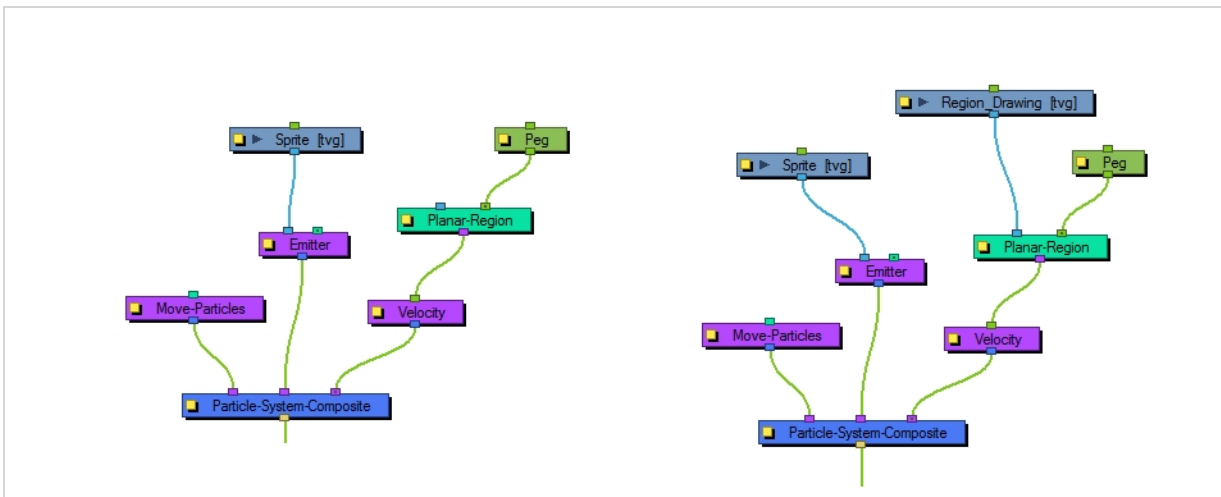 Sprite [tvg]
Peg
Planar-Region
Emitter
Move-Particles
Velocity
Particle-System-Composite
Region_Drawing [tvg]
Sprite [tvg]
Peg
Planar-Region
Emitter
Move-Particles
Velocity
Particle-System-Composite